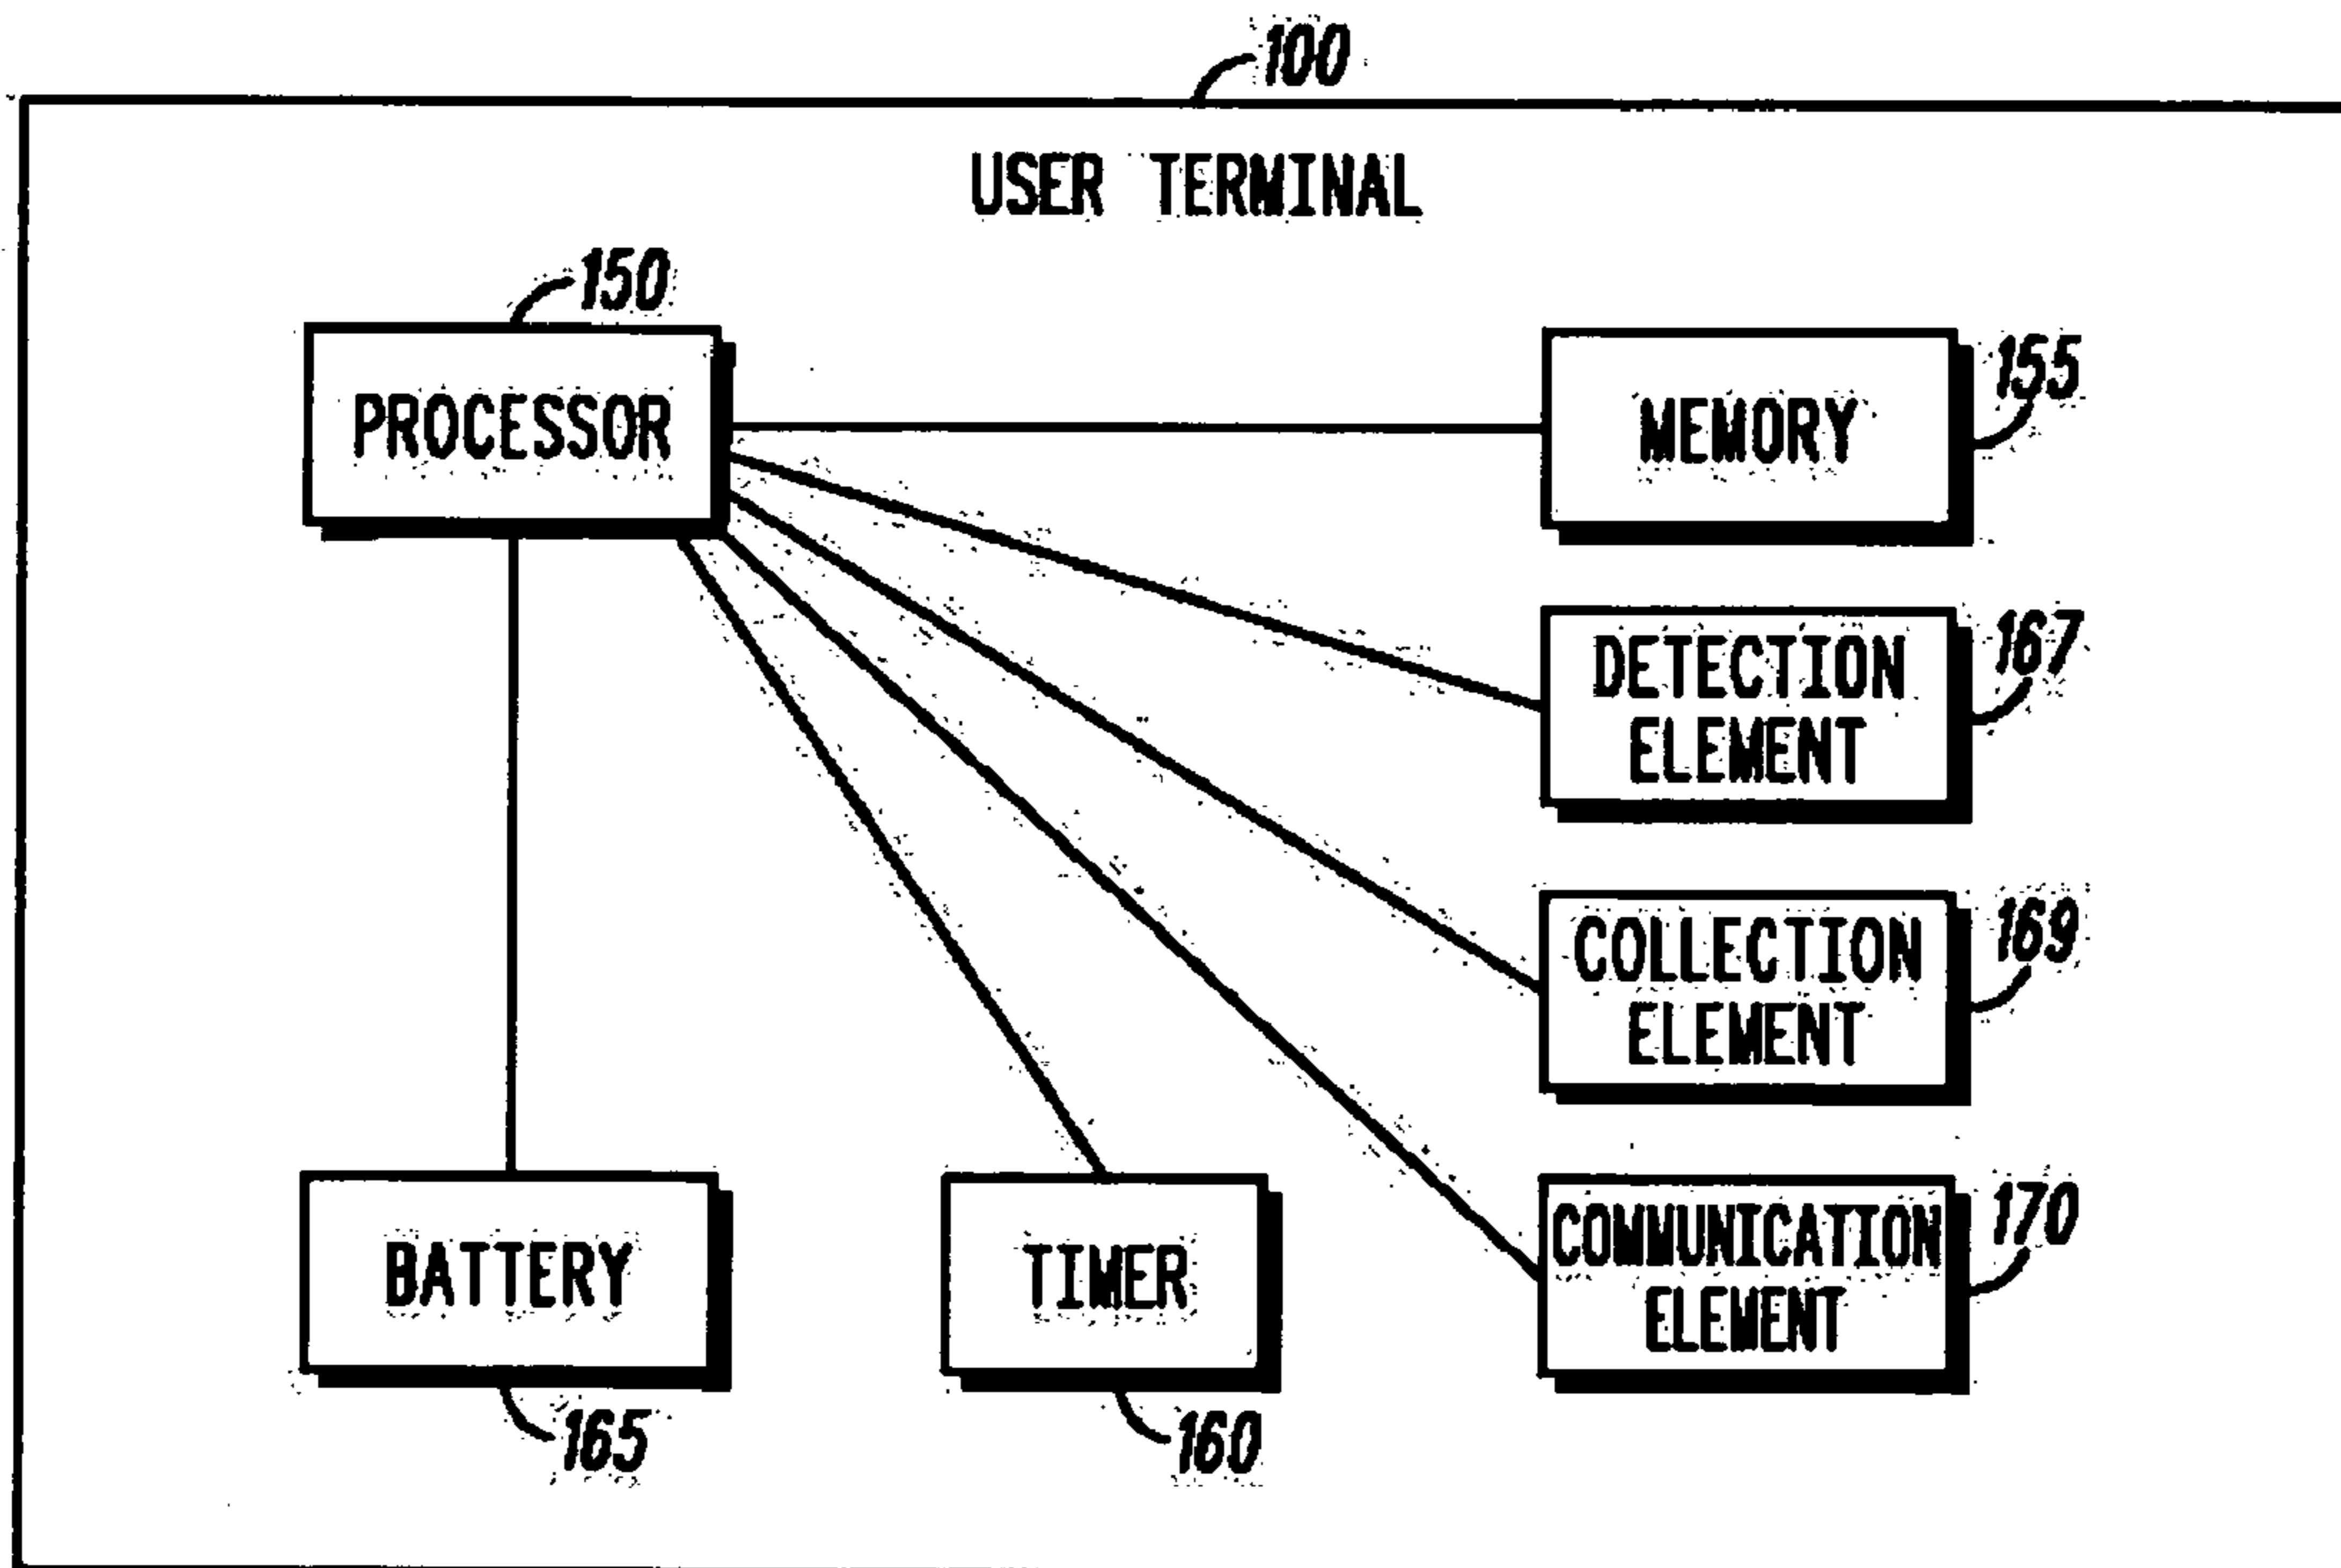 100
USER TERMINAL
150
PROCESSOR
MEMORY
155
DETECTION
ELEMENT
167
COLLECTION
ELEMENT
169
COMMUNICATION
ELEMENT
170
BATTERY
165
TIMER
160